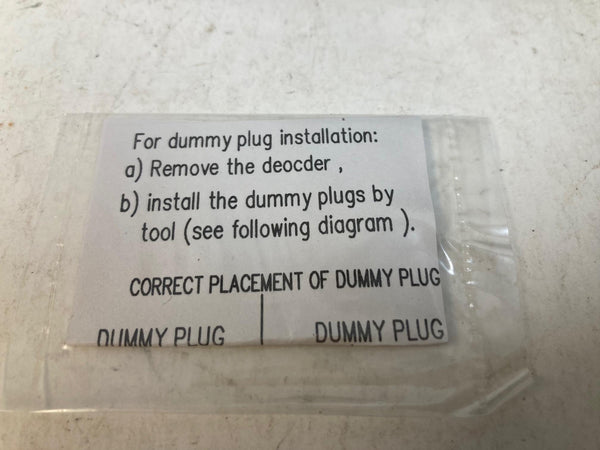 For dummy plug installation:
a) Remove the deocder ,
b) install the dummy plugs by
tool (see following diagram ).
CORRECT PLACEMENT OF DUMMY PLUG
DUMMY PLUG DUMMY PLUG